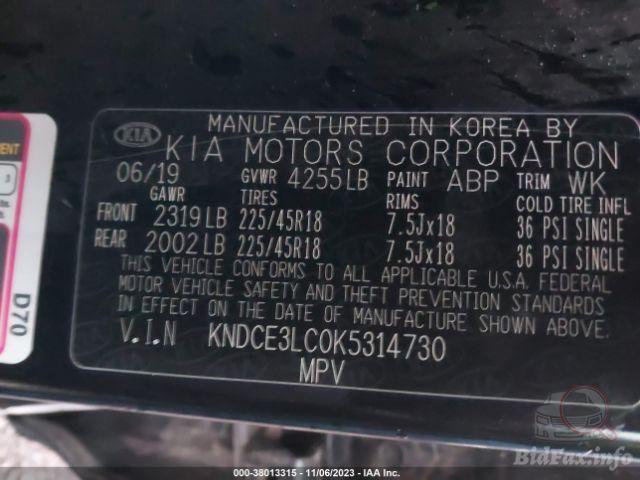 MANUFACTURED IN KOREA BY
KIA KIA MOTORS CORPORATION
06/19 GVWR 4255LB PAINT ABP TRIM WK
GAWR TIRES RIMS COLD TIRE INFL
FRONT 2319LB 225/45R18 7.5Jx18 36 PSI SINGLE
REAR 2002LB 225/45R18 7.5Jx18 36 PSI SINGLE
THIS VEHICLE CONFORMS TO ALL APPLICABLE U.S.A. FEDERAL
MOTOR VEHICLE SAFETY AND THEFT PREVENTION STANDARDS
IN EFFECT ON THE DATE OF MANUFACTURE SHOWN ABOVE.
V.I.N KNDCE3LC0K5314730
MPV
D70
000-38013315 - 11/06/2023 - IAA Inc.
BidFax.info